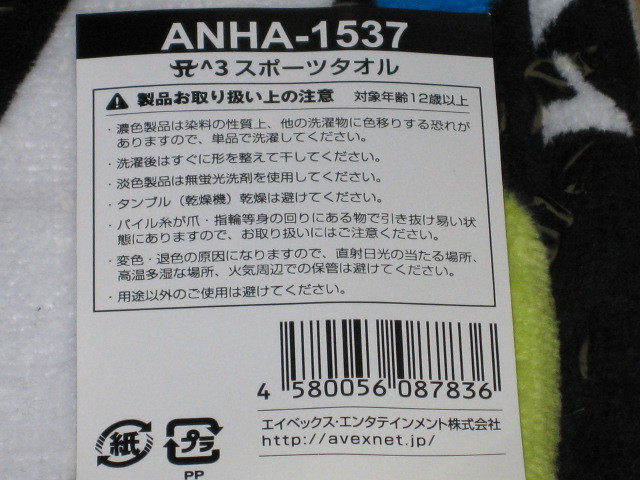 ANHA-1537
^3スポーツタオル
製品お取り扱い上の注意 対象年齢12歳以上
・濃色製品は染料の性質上、他の洗濯物に色移りする恐れが
ありますので、単品で洗濯してください。
・洗濯後はすぐに形を整えて干してください。
・淡色製品は無蛍光洗剤を使用してください。
・タンブル（乾燥機）乾燥は避けてください。
・パイル糸が爪・指輪等身の回りにある物で引き抜け易い状
態にありますので、お取り扱いにはご注意ください。
・変色・退色の原因になりますので、直射日光の当たる場所、
高温多湿な場所、火気周辺での保管は避けてください。
・用途以外のご使用は避けてください。
4 580056 087836
エイベックス・エンタテインメント株式会社
http://avexnet.jp/
紙
プラ
PP